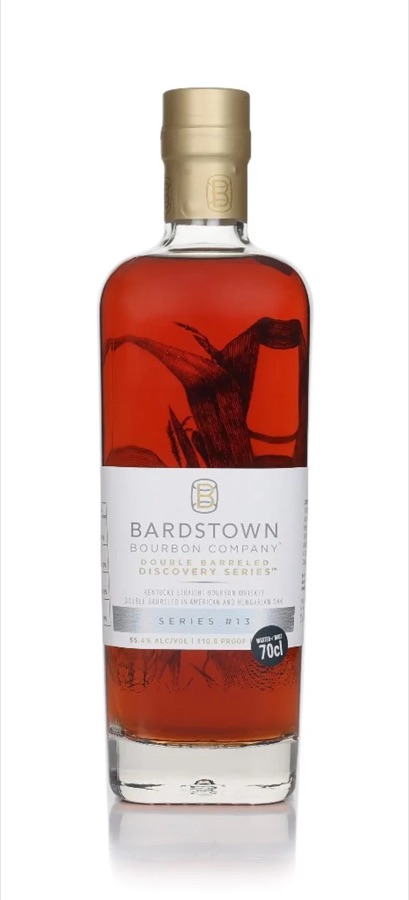 B
B
BARDSTOWN
BOURBON COMPANY
DOUBLE BARRELED
DISCOVERY SERIES™
KENTUCKY STRAIGHT BOURBON WHISKEY
DOUBLE BARRELED IN AMERICAN AND HUNGARIAN OAK
SERIES #13
55.4% ALC/VOL | 110.8 PROOF
70cl